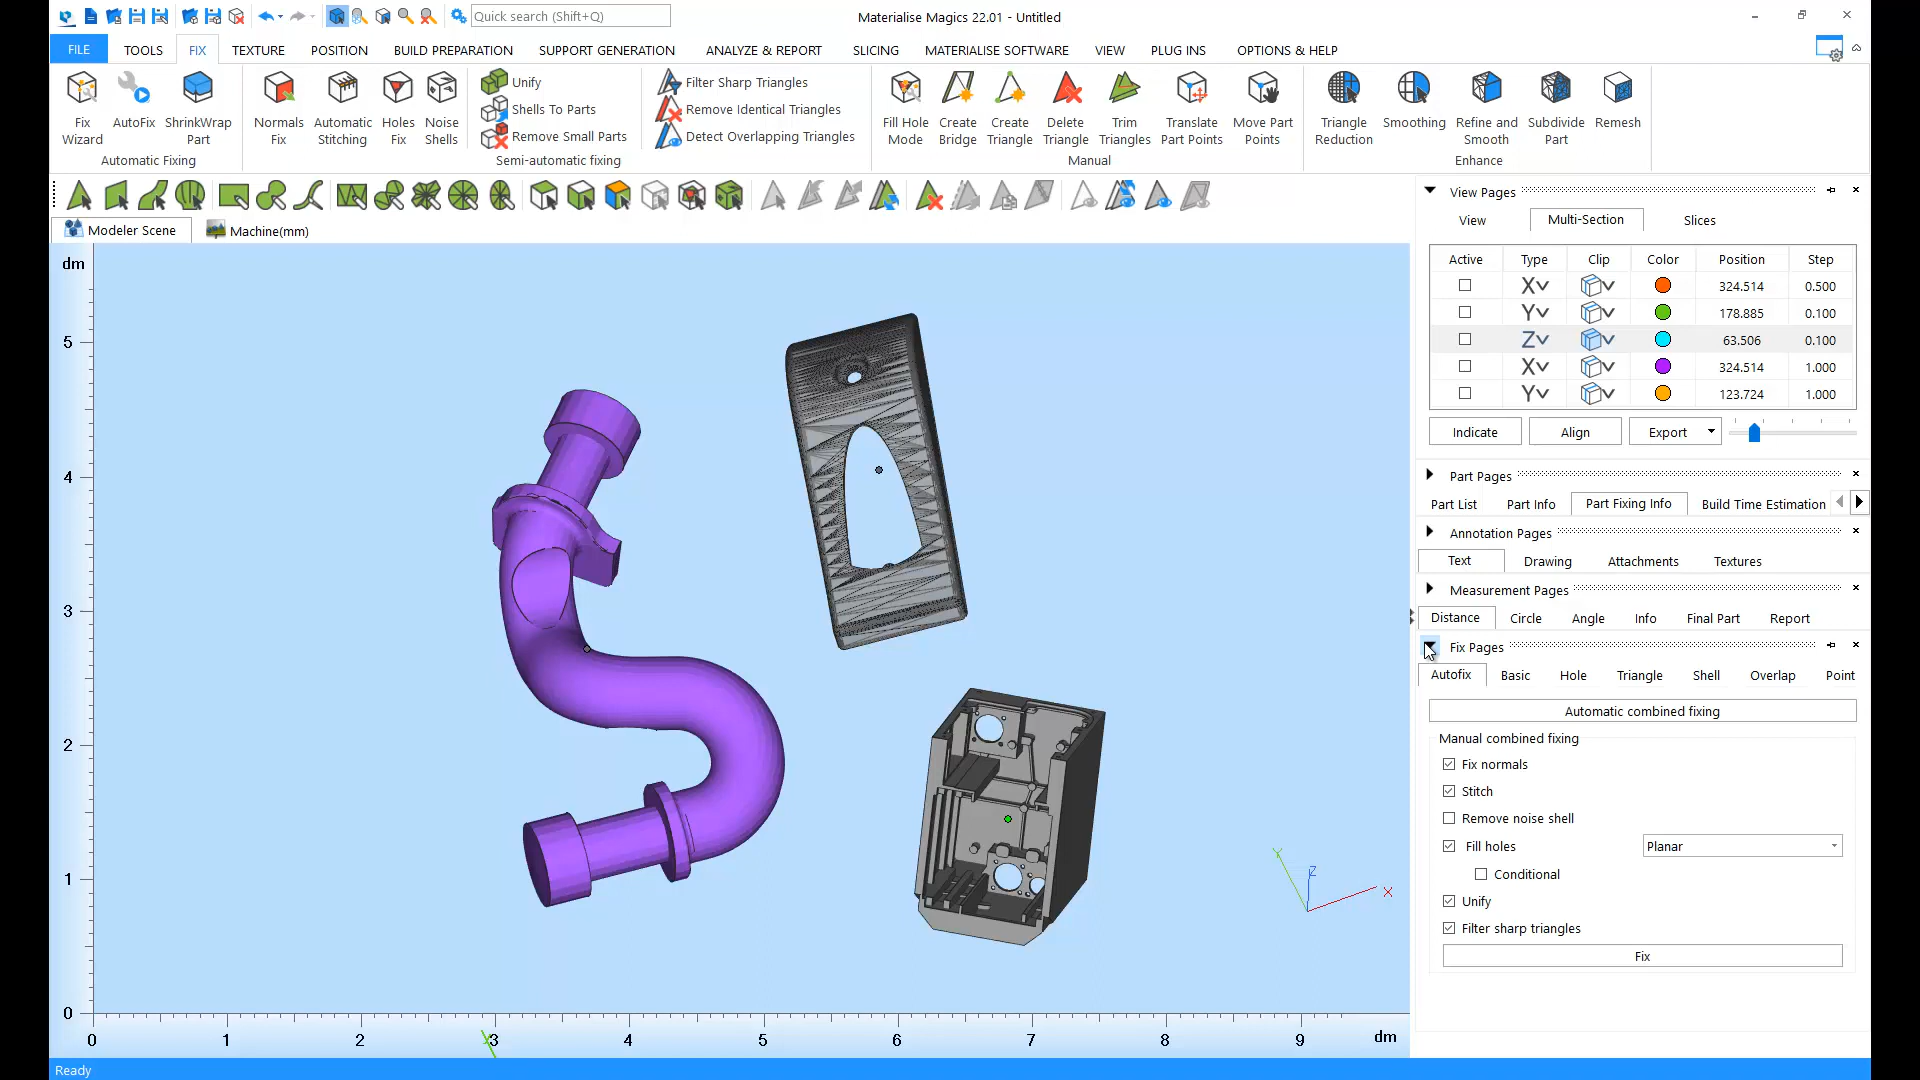 Quick search (Shift+Q)
Materialise Magics 22.01 - Untitled
FILE TOOLS FIX TEXTURE POSITION BUILD PREPARATION SUPPORT GENERATION ANALYZE & REPORT SLICING MATERIALISE SOFTWARE VIEW PLUG INS OPTIONS & HELP
Fix Wizard
AutoFix
ShrinkWrap Part
Automatic Fixing
Normals Fix
Automatic Stitching
Holes Fix
Noise Shells
Unify
Shells To Parts
Remove Small Parts
Filter Sharp Triangles
Remove Identical Triangles
Detect Overlapping Triangles
Semi-automatic fixing
Fill Hole Mode
Create Bridge
Create Triangle
Delete Triangle
Trim Triangles
Translate Part Points
Move Part Points
Manual
Triangle Reduction
Smoothing
Refine and Smooth
Subdivide Part
Remesh
Enhance
Modeler Scene
Machine(mm)
dm
5
4
3
2
1
0
0 1 2 3 4 5 6 7 8 9 dm
Y
Z
X
View Pages
View Multi-Section Slices
Active Type Clip Color Position Step
X 324.514 0.500
Y 178.885 0.100
Z 63.506 0.100
X 324.514 1.000
Y 123.724 1.000
Indicate Align Export
Part Pages
Part List Part Info Part Fixing Info Build Time Estimation
Annotation Pages
Text Drawing Attachments Textures
Measurement Pages
Distance Circle Angle Info Final Part Report
Fix Pages
Autofix Basic Hole Triangle Shell Overlap Point
Automatic combined fixing
Manual combined fixing
Fix normals
Stitch
Remove noise shell
Fill holes Planar
Conditional
Unify
Filter sharp triangles
Fix
Ready